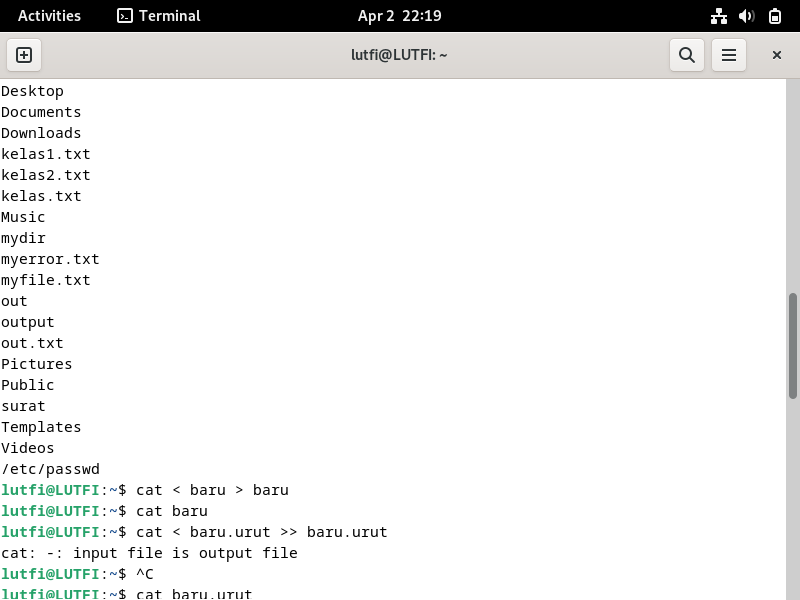 Activities Terminal Apr 2 22:19
lutfi@LUTFI: ~
Desktop
Documents
Downloads
kelas1.txt
kelas2.txt
kelas.txt
Music
mydir
myerror.txt
myfile.txt
out
output
out.txt
Pictures
Public
surat
Templates
Videos
/etc/passwd
lutfi@LUTFI:~$ cat < baru > baru
lutfi@LUTFI:~$ cat baru
lutfi@LUTFI:~$ cat < baru.urut >> baru.urut
cat: -: input file is output file
lutfi@LUTFI:~$ ^C
lutfi@LUTFI:~$ cat baru.urut